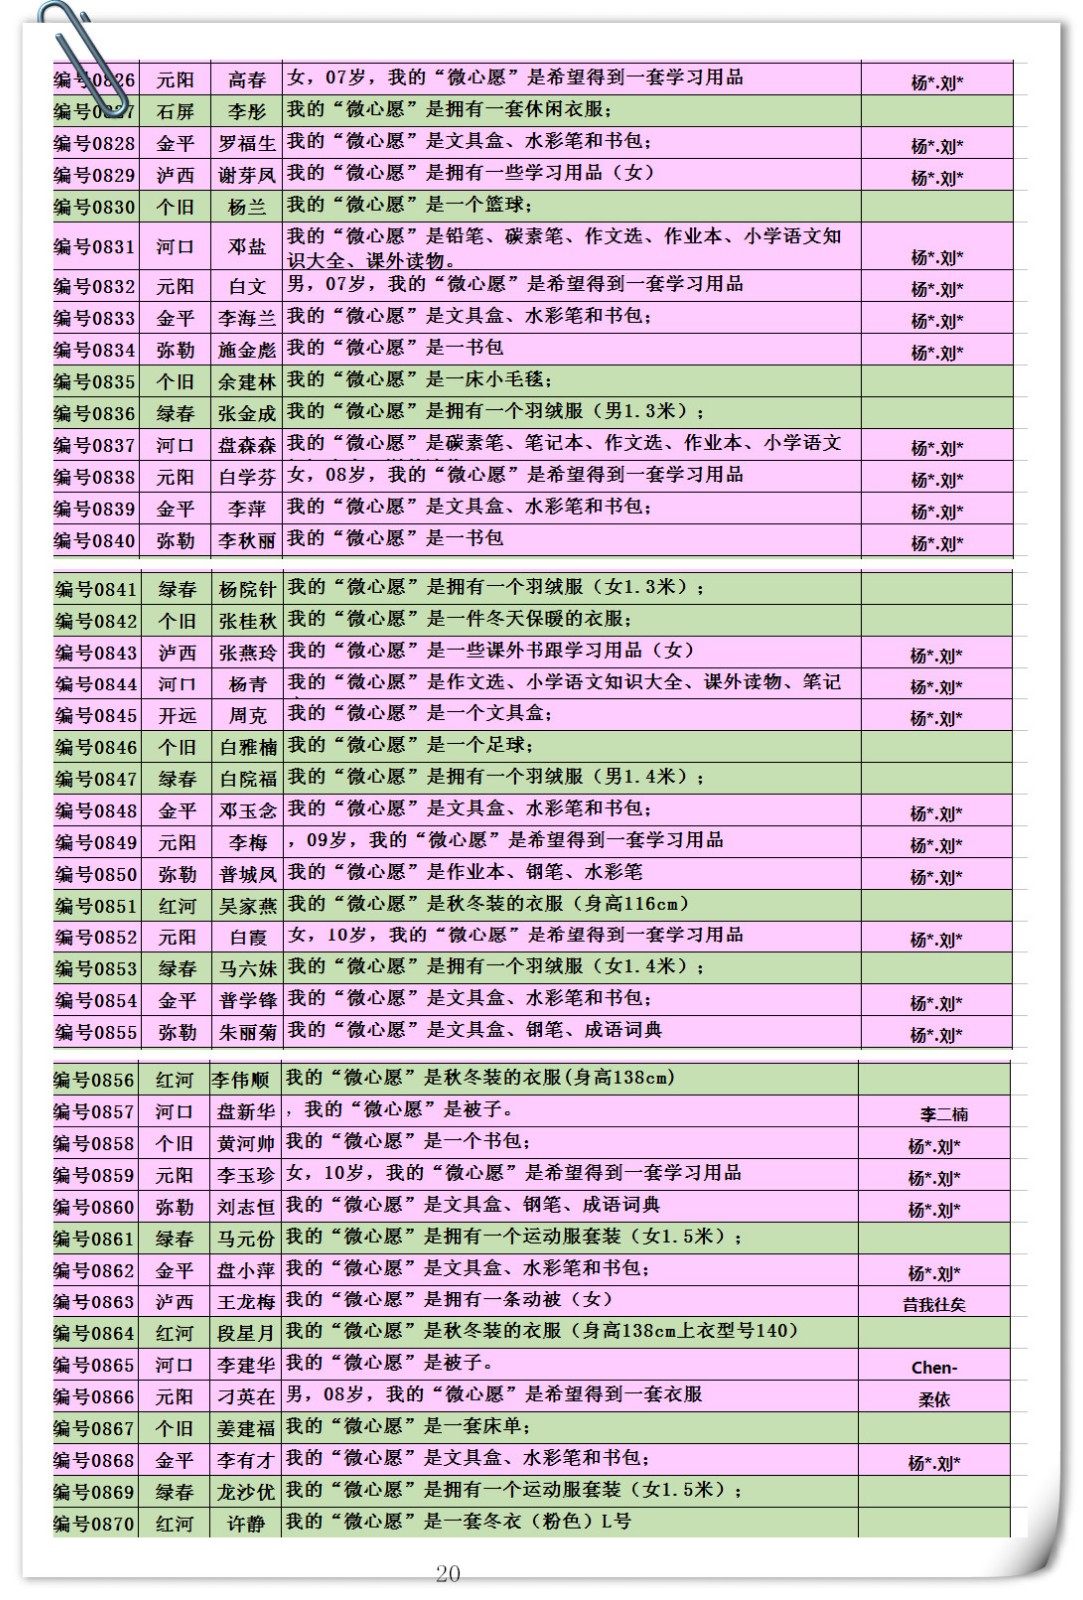 编号0826 元阳 高春 女，07岁，我的“微心愿”是希望得到一套学习用品 杨*.刘*
编号0827 石屏 李彤 我的“微心愿”是拥有一套休闲衣服；
编号0828 金平 罗福生 我的“微心愿”是文具盒、水彩笔和书包； 杨*.刘*
编号0829 泸西 谢芽凤 我的“微心愿”是拥有一些学习用品（女） 杨*.刘*
编号0830 个旧 杨兰 我的“微心愿”是一个篮球；
编号0831 河口 邓盐 我的“微心愿”是铅笔、碳素笔、作文选、作业本、小学语文知
识大全、课外读物。 杨*.刘*
编号0832 元阳 白文 男，07岁，我的“微心愿”是希望得到一套学习用品 杨*.刘*
编号0833 金平 李海兰 我的“微心愿”是文具盒、水彩笔和书包； 杨*.刘*
编号0834 弥勒 施金彪 我的“微心愿”是一书包 杨*.刘*
编号0835 个旧 余建林 我的“微心愿”是一床小毛毯；
编号0836 绿春 张金成 我的“微心愿”是拥有一个羽绒服（男1.3米）；
编号0837 河口 盘森森 我的“微心愿”是碳素笔、笔记本、作文选、作业本、小学语文 杨*.刘*
编号0838 元阳 白学芬 女，08岁，我的“微心愿”是希望得到一套学习用品 杨*.刘*
编号0839 金平 李萍 我的“微心愿”是文具盒、水彩笔和书包； 杨*.刘*
编号0840 弥勒 李秋丽 我的“微心愿”是一书包 杨*.刘*
编号0841 绿春 杨院针 我的“微心愿”是拥有一个羽绒服（女1.3米）；
编号0842 个旧 张桂秋 我的“微心愿”是一件冬天保暖的衣服；
编号0843 泸西 张燕玲 我的“微心愿”是一些课外书跟学习用品（女） 杨*.刘*
编号0844 河口 杨青 我的“微心愿”是作文选、小学语文知识大全、课外读物、笔记 杨*.刘*
编号0845 开远 周克 我的“微心愿”是一个文具盒； 杨*.刘*
编号0846 个旧 白雅楠 我的“微心愿”是一个足球；
编号0847 绿春 白院福 我的“微心愿”是拥有一个羽绒服（男1.4米）；
编号0848 金平 邓玉念 我的“微心愿”是文具盒、水彩笔和书包； 杨*.刘*
编号0849 元阳 李梅 ，09岁，我的“微心愿”是希望得到一套学习用品 杨*.刘*
编号0850 弥勒 普城凤 我的“微心愿”是作业本、钢笔、水彩笔 杨*.刘*
编号0851 红河 吴家燕 我的“微心愿”是秋冬装的衣服（身高116cm）
编号0852 元阳 白霞 女，10岁，我的“微心愿”是希望得到一套学习用品 杨*.刘*
编号0853 绿春 马六妹 我的“微心愿”是拥有一个羽绒服（女1.4米）；
编号0854 金平 普学锋 我的“微心愿”是文具盒、水彩笔和书包； 杨*.刘*
编号0855 弥勒 朱丽菊 我的“微心愿”是文具盒、钢笔、成语词典 杨*.刘*
编号0856 红河 李伟顺 我的“微心愿”是秋冬装的衣服(身高138cm)
编号0857 河口 盘新华 ，我的“微心愿”是被子。 李二楠
编号0858 个旧 黄河帅 我的“微心愿”是一个书包； 杨*.刘*
编号0859 元阳 李玉珍 女，10岁，我的“微心愿”是希望得到一套学习用品 杨*.刘*
编号0860 弥勒 刘志恒 我的“微心愿”是文具盒、钢笔、成语词典 杨*.刘*
编号0861 绿春 马元份 我的“微心愿”是拥有一个运动服套装（女1.5米）；
编号0862 金平 盘小萍 我的“微心愿”是文具盒、水彩笔和书包； 杨*.刘*
编号0863 泸西 王龙梅 我的“微心愿”是拥有一条动被（女） 昔我往矣
编号0864 红河 段星月 我的“微心愿”是秋冬装的衣服（身高138cm上衣型号140）
编号0865 河口 李建华 我的“微心愿”是被子。 Chen-
编号0866 元阳 刁英在 男，08岁，我的“微心愿”是希望得到一套衣服 柔依
编号0867 个旧 姜建福 我的“微心愿”是一套床单；
编号0868 金平 李有才 我的“微心愿”是文具盒、水彩笔和书包； 杨*.刘*
编号0869 绿春 龙沙优 我的“微心愿”是拥有一个运动服套装（女1.5米）；
编号0870 红河 许静 我的“微心愿”是一套冬衣（粉色）L号
20